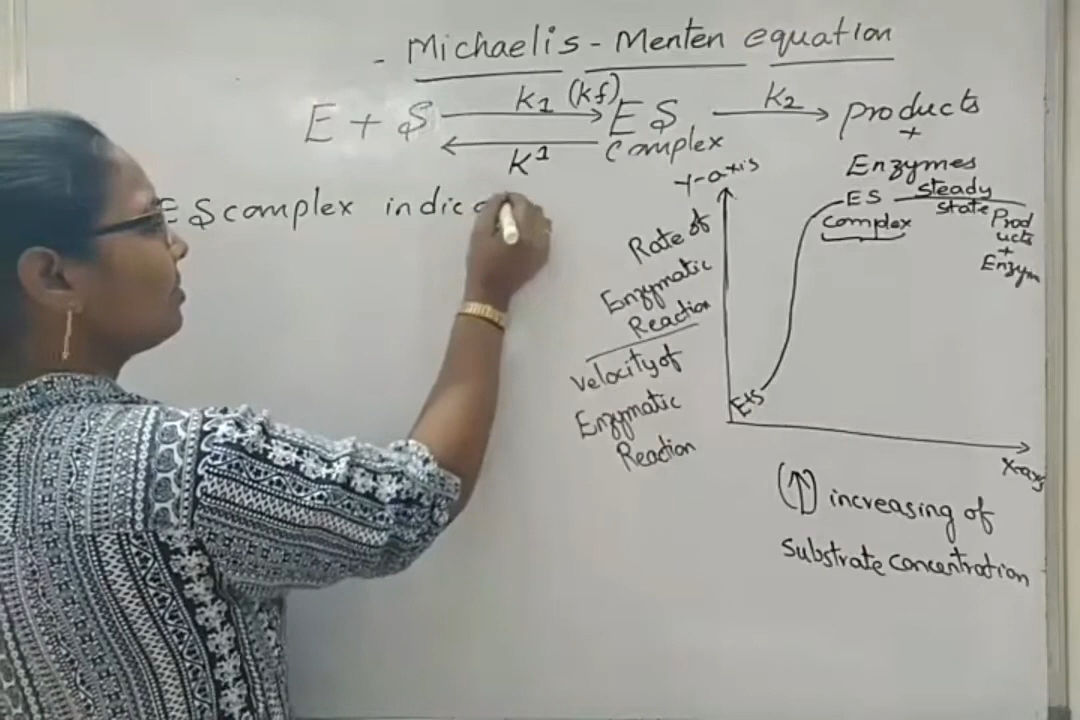 - Michaelis - Menten equation
E + S K1 (Kf) ES K2 products
K1 complex +
Enzymes
ES complex indic
Y-axis
Rate of
Enzymatic
Reaction
Velocity of
Enzymatic
Reaction
E+S
ES steady
complex state
Prod
ucts
+
Enzym
X-axis
(↑) increasing of
substrate concentration